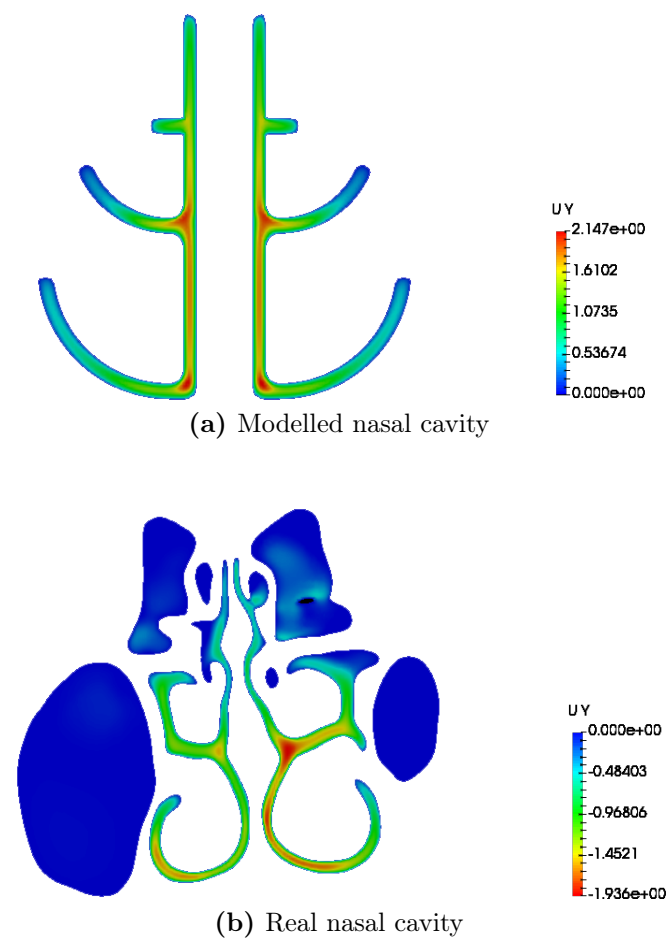 UY
2.147e+00
1.6102
1.0735
0.53674
0.000e+00
(a) Modelled nasal cavity
UY
0.000e+00
-0.48403
-0.96806
-1.4521
-1.936e+00
(b) Real nasal cavity